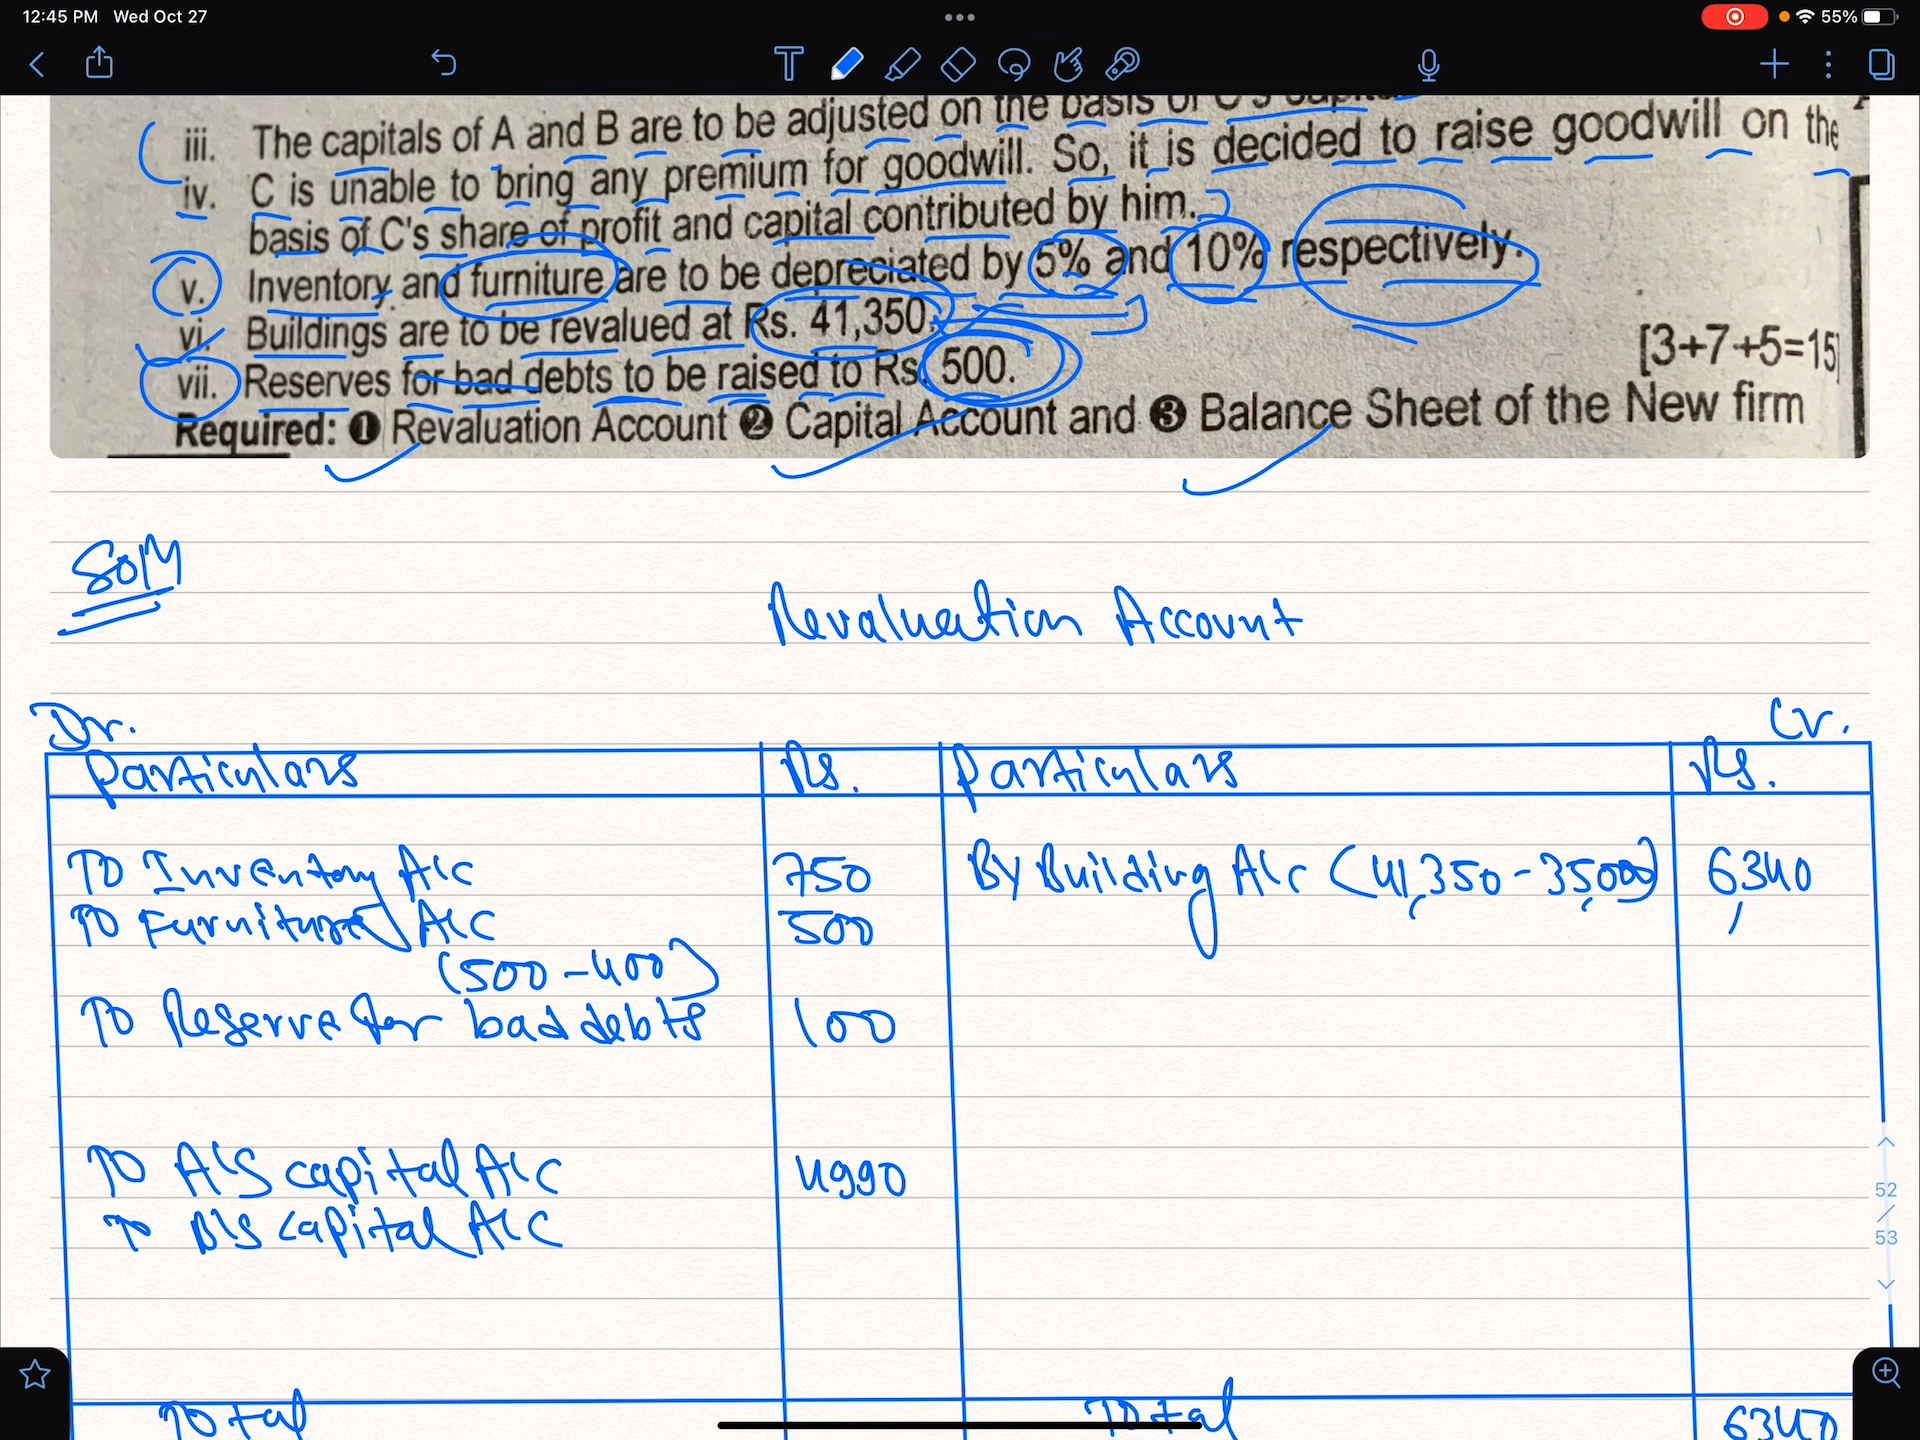 12:45 PM Wed Oct 27
55%
iii. The capitals of A and B are to be adjusted on the basis of C's
iv. C is unable to bring any premium for goodwill. So, it is decided to raise goodwill on the
basis of C's share of profit and capital contributed by him.
v. Inventory and furniture are to be depreciated by 5% and 10% respectively.
vi. Buildings are to be revalued at Rs. 41,350.
vii. Reserves for bad debts to be raised to Rs. 500.
[3+7+5=15]
Required: ❶ Revaluation Account ❷ Capital Account and ❸ Balance Sheet of the New firm
Revaluation Account
Dr. Cr.
Particulars Rs. Particulars Rs.
To Inventory A/c 750 By Building A/c (41,350-35000) 6340
To Furniture A/c 500
(500-400)
To Reserve for bad debts 100
To A's capital A/c 4990
To B's capital A/c
52
/
53
Total Total 6340